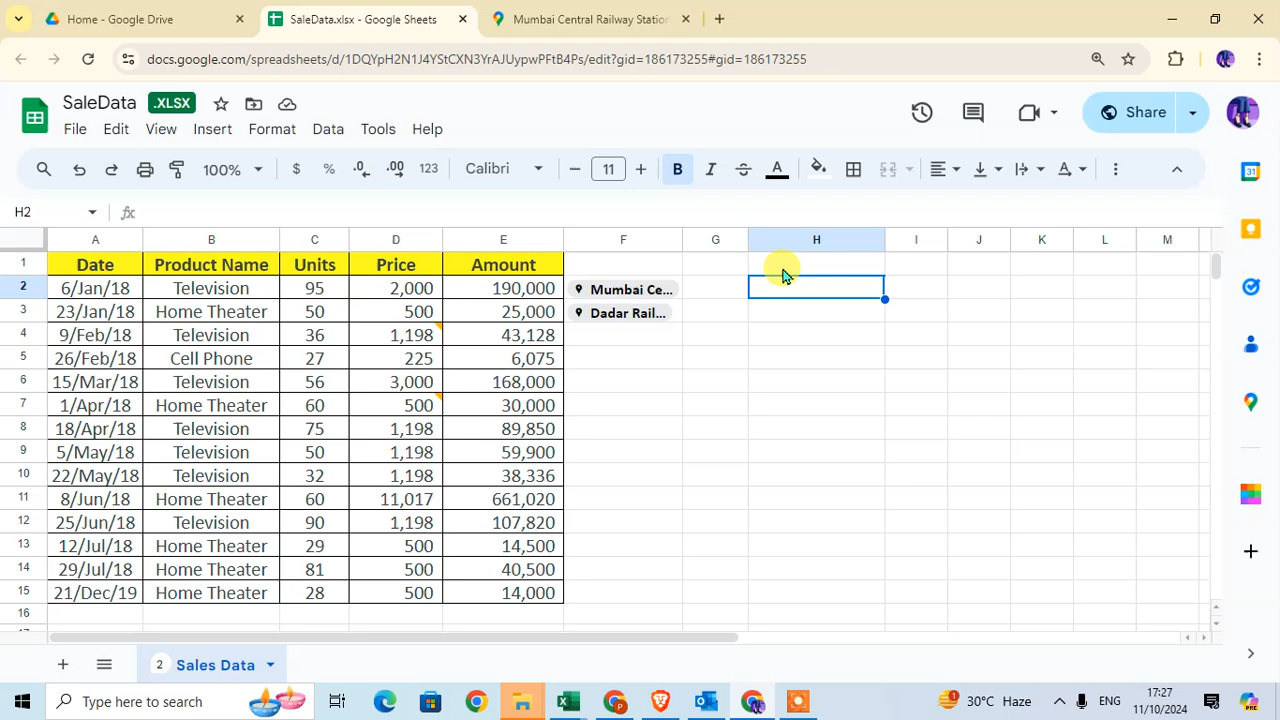 Home - Google Drive
SaleData.xlsx - Google Sheets
Mumbai Central Railway Station
docs.google.com/spreadsheets/d/1DQYpH2N1J4YStCXN3YrAJUypwPFtB4Ps/edit?gid=186173255#gid=186173255
SaleData .XLSX
Share
File Edit View Insert Format Data Tools Help
100% $ % .0 .00 123 Calibri 11 B I A
H2 fx
A B C D E F G H I J K L M
1 Date Product Name Units Price Amount
2 6/Jan/18 Television 95 2,000 190,000 Mumbai Ce...
3 23/Jan/18 Home Theater 50 500 25,000 Dadar Rail...
4 9/Feb/18 Television 36 1,198 43,128
5 26/Feb/18 Cell Phone 27 225 6,075
6 15/Mar/18 Television 56 3,000 168,000
7 1/Apr/18 Home Theater 60 500 30,000
8 18/Apr/18 Television 75 1,198 89,850
9 5/May/18 Television 50 1,198 59,900
10 22/May/18 Television 32 1,198 38,336
11 8/Jun/18 Home Theater 60 11,017 661,020
12 25/Jun/18 Television 90 1,198 107,820
13 12/Jul/18 Home Theater 29 500 14,500
14 29/Jul/18 Home Theater 81 500 40,500
15 21/Dec/19 Home Theater 28 500 14,000
16
2 Sales Data
Type here to search
1 30°C Haze ENG 17:27
11/10/2024